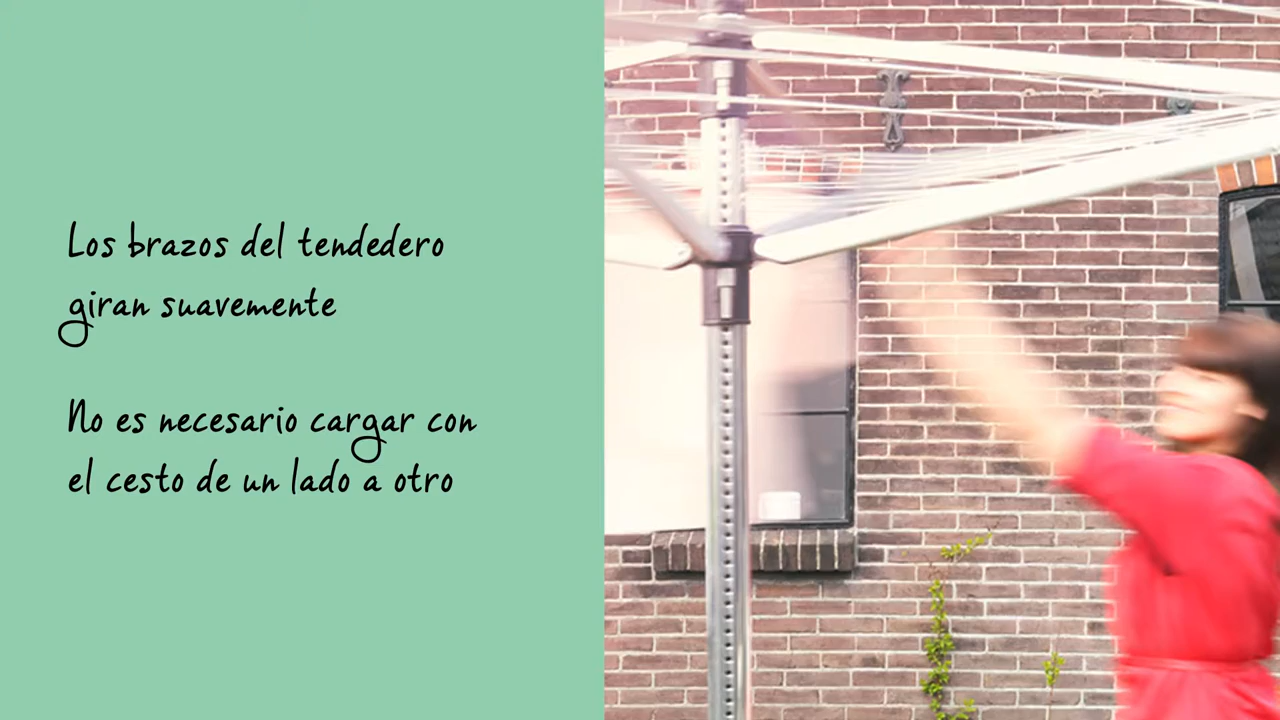 Los brazos del tendedero
giran suavemente
No es necesario cargar con
el cesto de un lado a otro